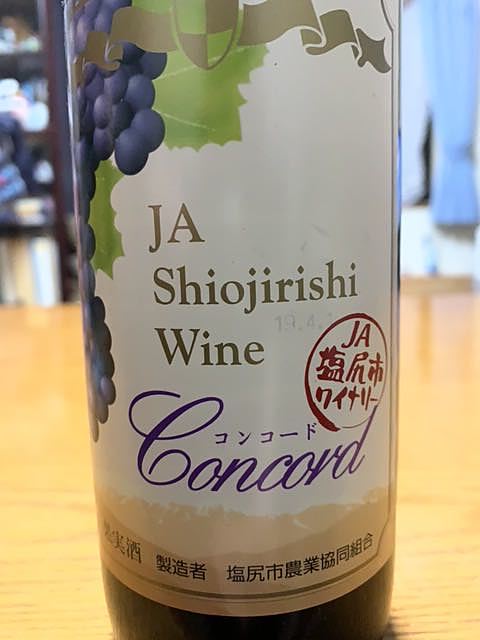 JA
Shiojirishi
Wine
JA
塩尻市
ワイナリー
コンコード
Concord
果実酒 製造者 塩尻市農業協同組合